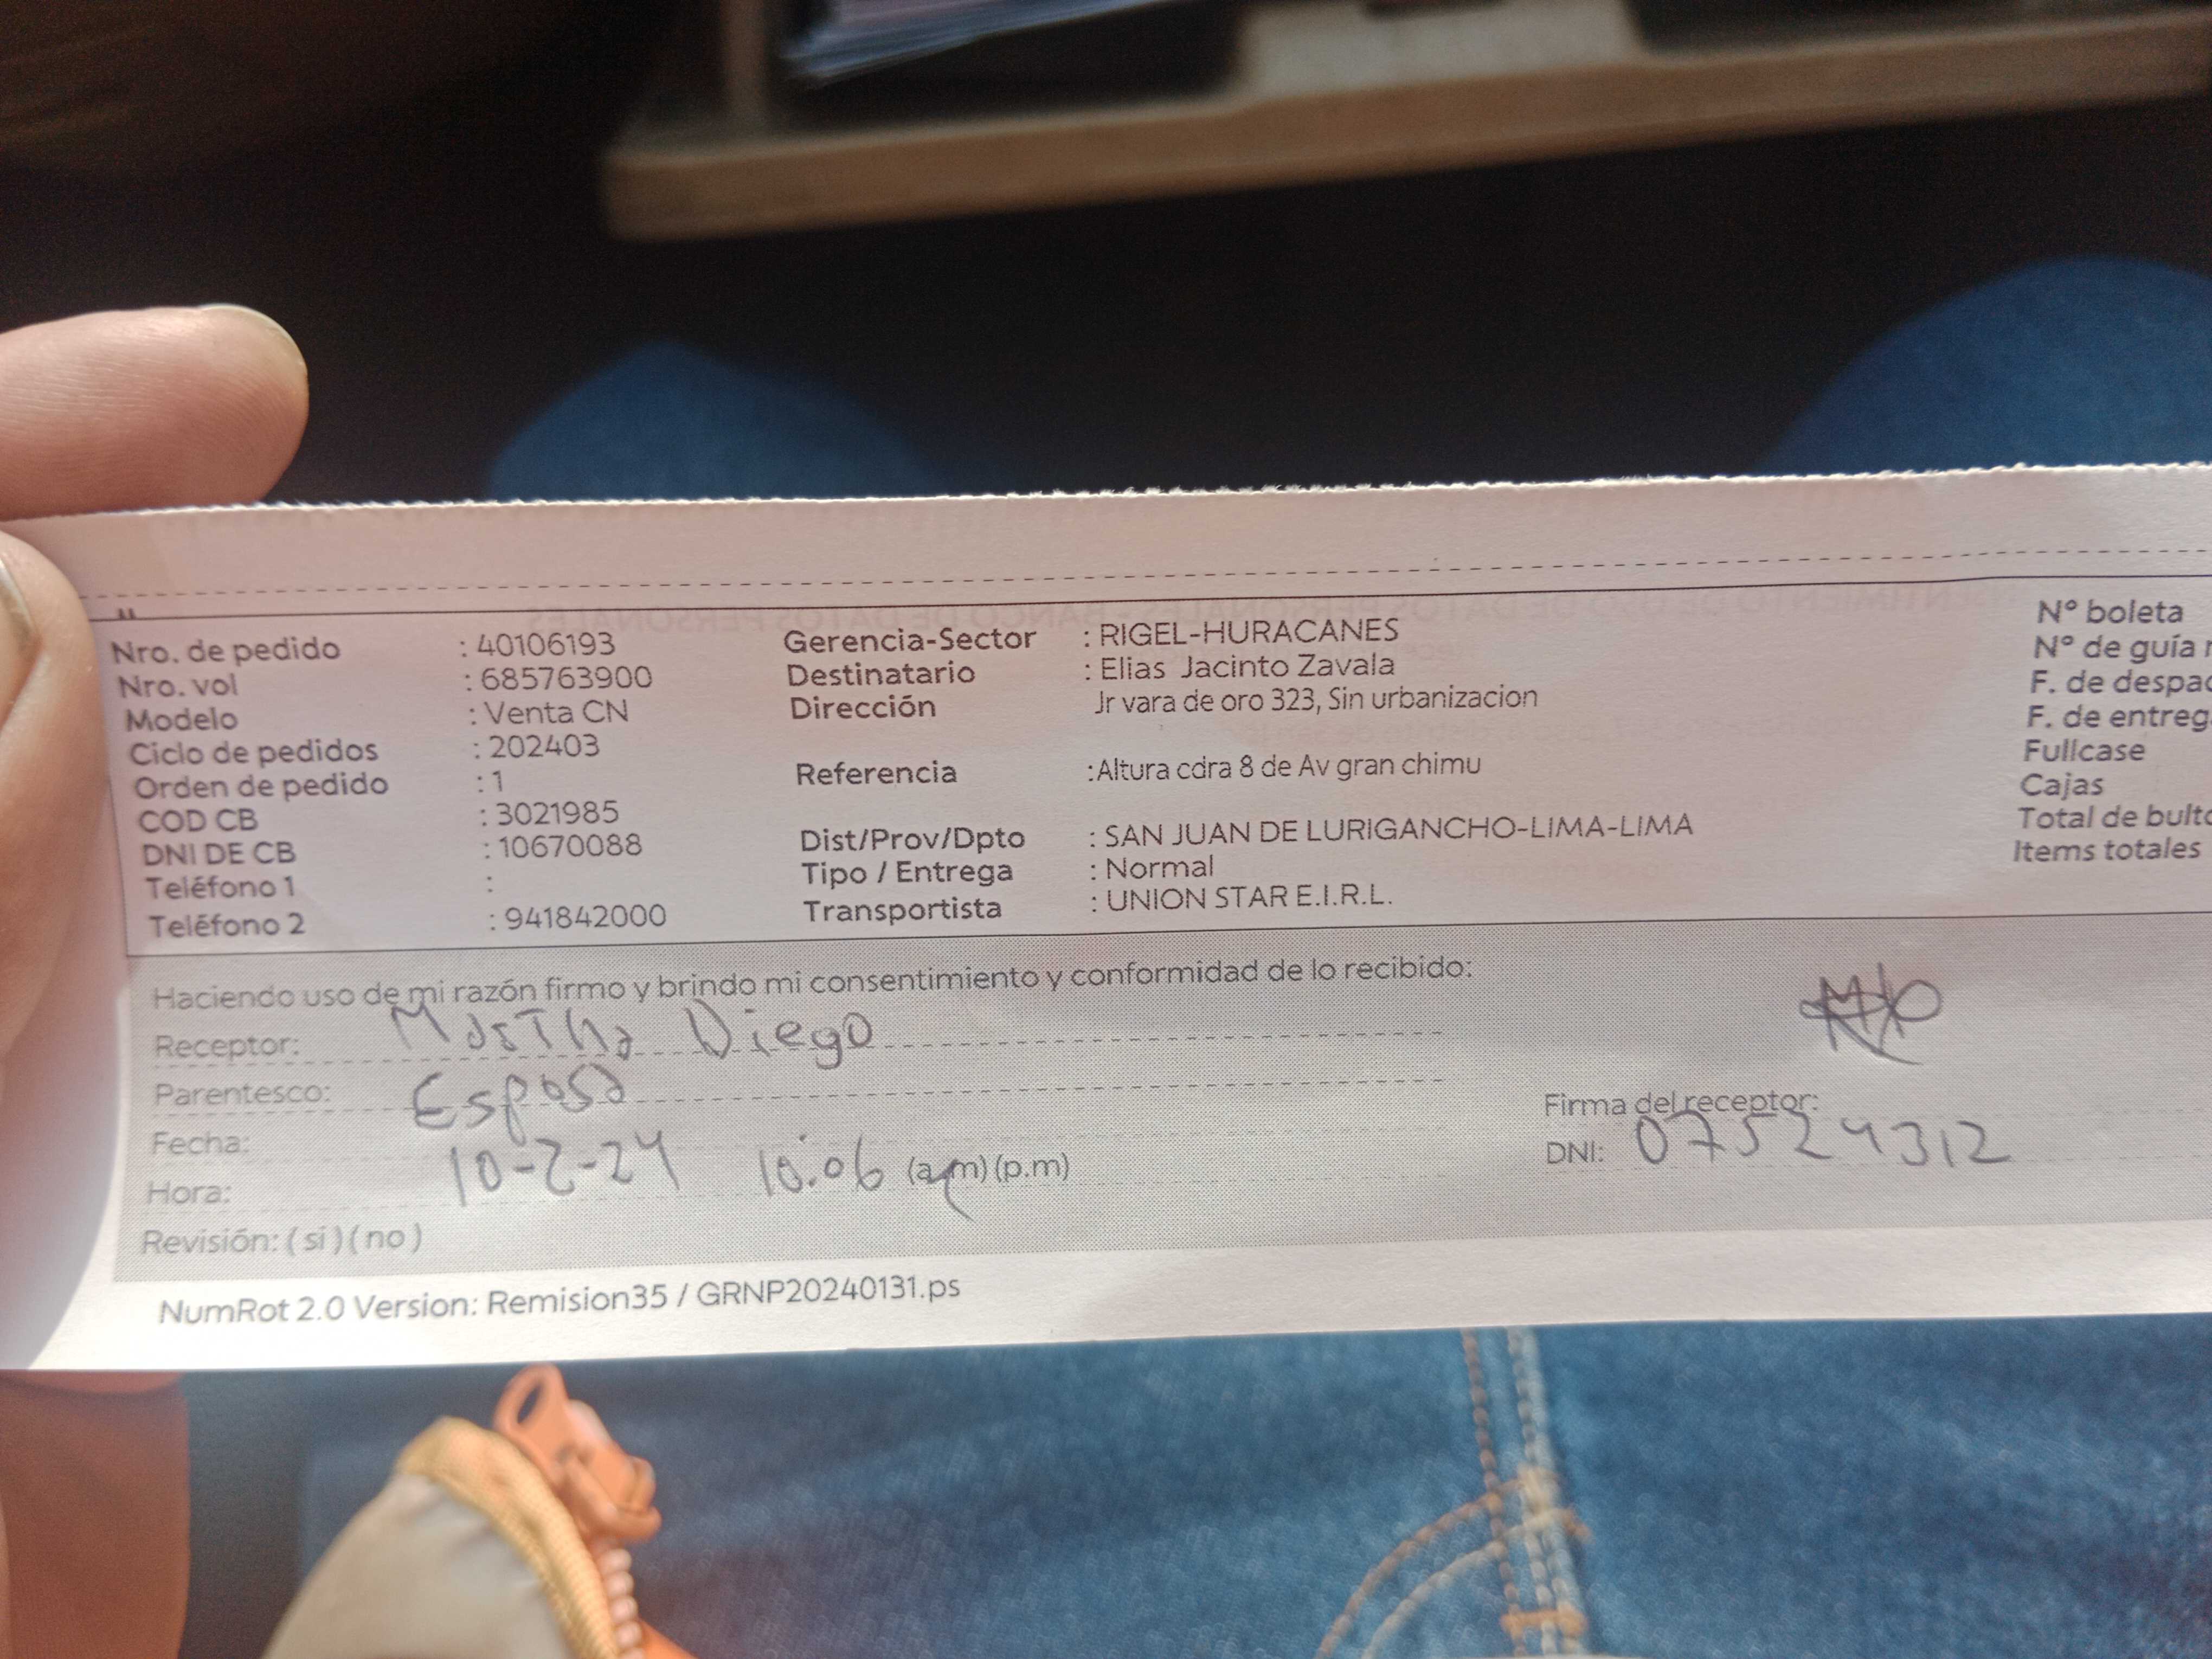 Nro. de pedido : 40106193
Nro. vol : 685763900
Modelo : Venta CN
Ciclo de pedidos : 202403
Orden de pedido : 1
COD CB : 3021985
DNI DE CB : 10670088
Teléfono 1 :
Teléfono 2 : 941842000
Gerencia-Sector : RIGEL-HURACANES
Destinatario : Elias Jacinto Zavala
Dirección Jr vara de oro 323, Sin urbanizacion
Referencia :Altura cdra 8 de Av gran chimu
Dist/Prov/Dpto : SAN JUAN DE LURIGANCHO-LIMA-LIMA
Tipo / Entrega : Normal
Transportista : UNION STAR E.I.R.L.
Nº boleta
Nº de guía
F. de despac
F. de entreg
Fullcase
Cajas
Total de bulto
Items totales
Haciendo uso de mi razón firmo y brindo mi consentimiento y conformidad de lo recibido:
Receptor: Diego
Parentesco: Esposa
Fecha: 10-2-24
Hora: 10:06 (a.m) (p.m)
Revisión: ( si ) ( no )
Firma del receptor:
DNI: 07524312
NumRot 2.0 Version: Remision35 / GRNP20240131.ps